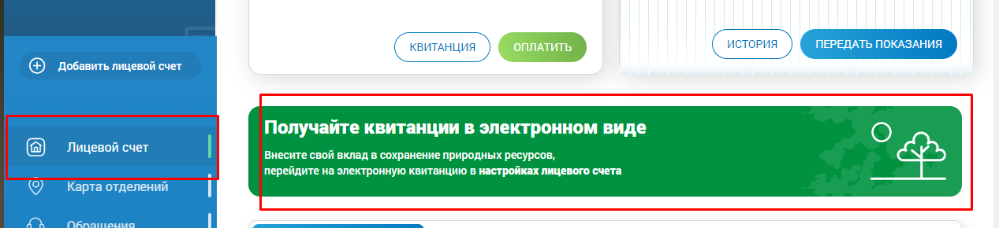 КВИТАНЦИЯ
ОПЛАТИТЬ
ИСТОРИЯ
ПЕРЕДАТЬ ПОКАЗАНИЯ
Добавить лицевой счет
Лицевой счет
Карта отделений
Обращения
Получайте квитанции в электронном виде
Внесите свой вклад в сохранение природных ресурсов,
перейдите на электронную квитанцию в настройках лицевого счета